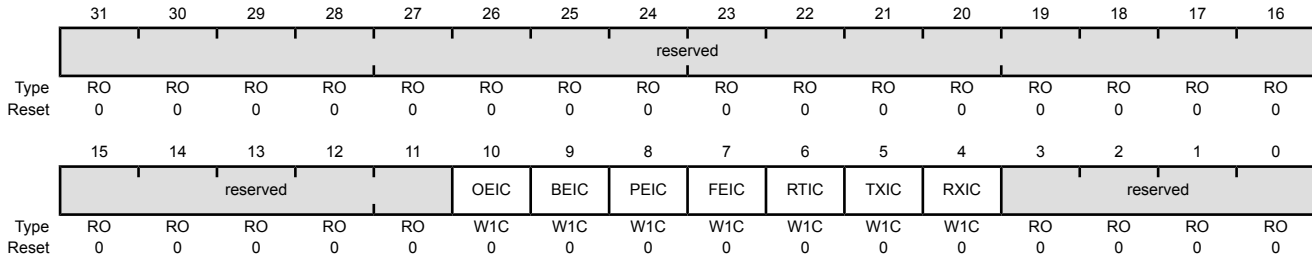 31 30 29 28 27 26 25 24 23 22 21 20 19 18 17 16
reserved
Type RO RO RO RO RO RO RO RO RO RO RO RO RO RO RO RO
Reset 0 0 0 0 0 0 0 0 0 0 0 0 0 0 0 0
15 14 13 12 11 10 9 8 7 6 5 4 3 2 1 0
reserved OEIC BEIC PEIC FEIC RTIC TXIC RXIC reserved
Type RO RO RO RO RO W1C W1C W1C W1C W1C W1C W1C RO RO RO RO
Reset 0 0 0 0 0 0 0 0 0 0 0 0 0 0 0 0